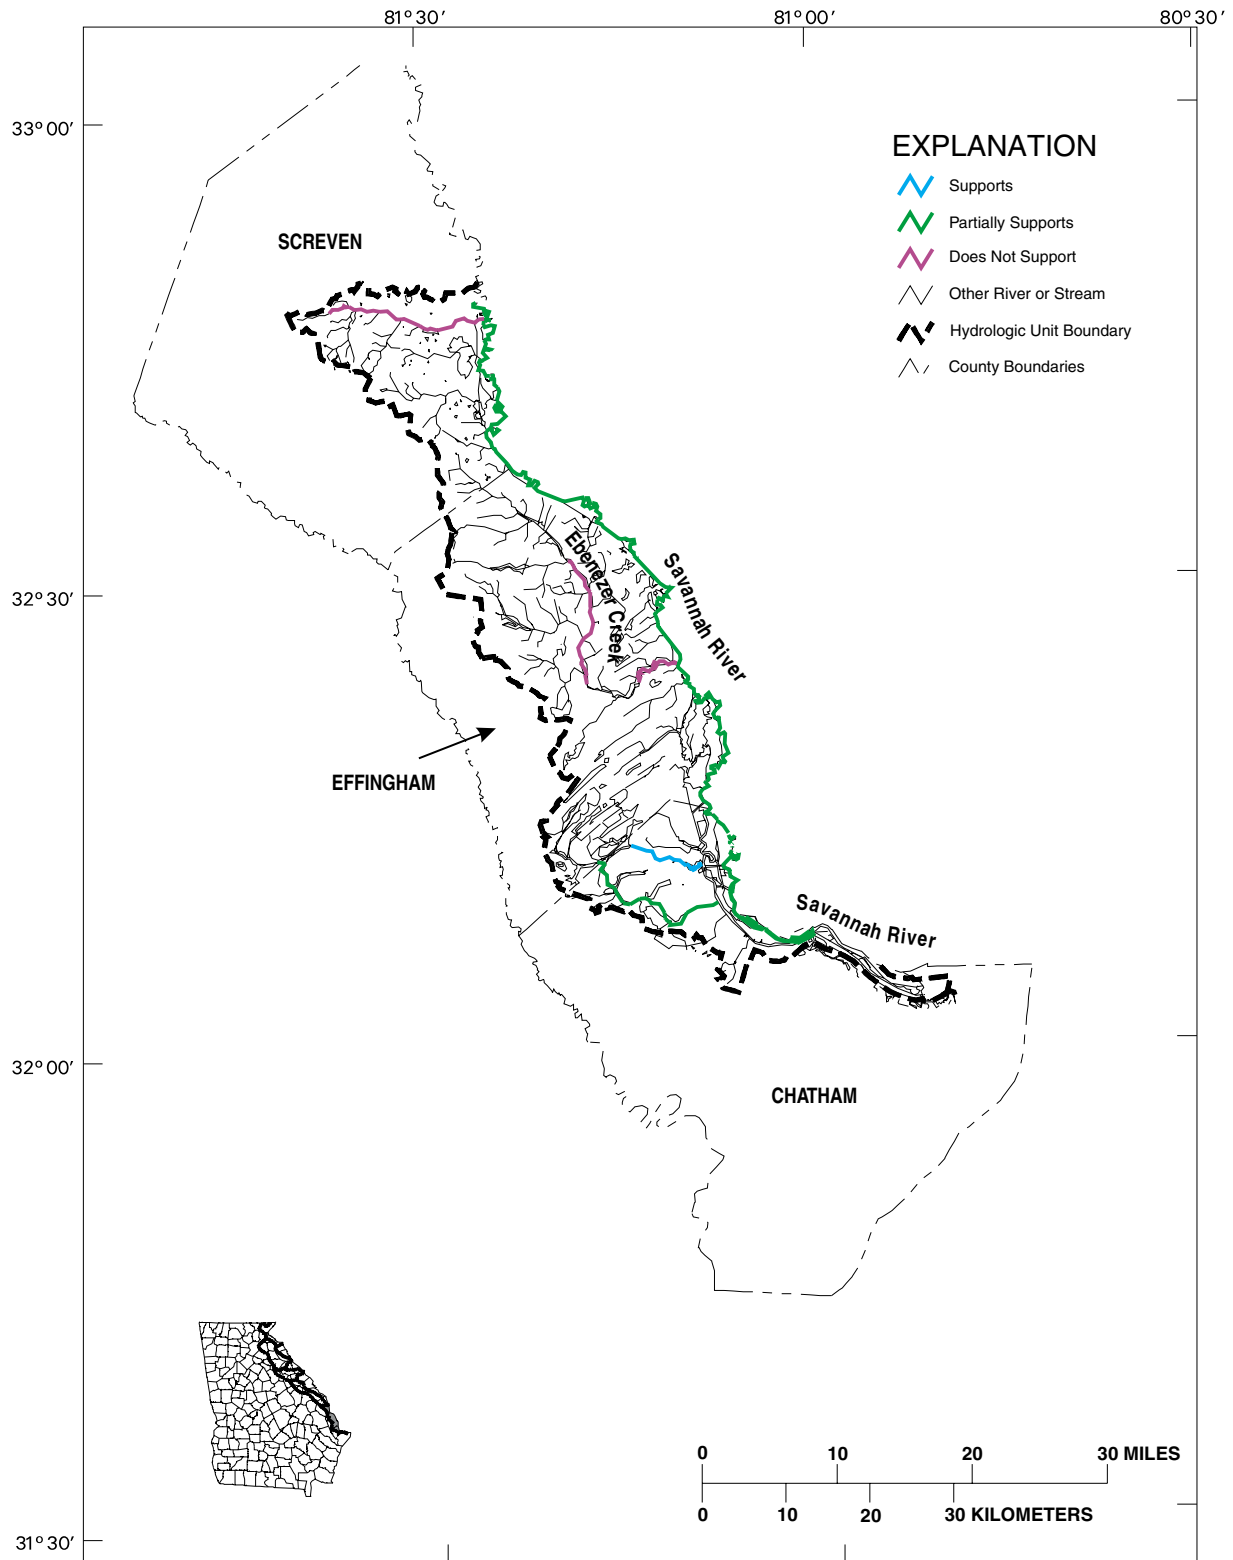 81°30′
81°00′
80°30′
33°00′
EXPLANATION
Supports
Partially Supports
Does Not Support
Other River or Stream
Hydrologic Unit Boundary
County Boundaries
SCREVEN
Ebenezer Creek
Savannah River
32°30′
EFFINGHAM
Savannah River
32°00′
CHATHAM
0 10 20 30 MILES
0 10 20 30 KILOMETERS
31°30′